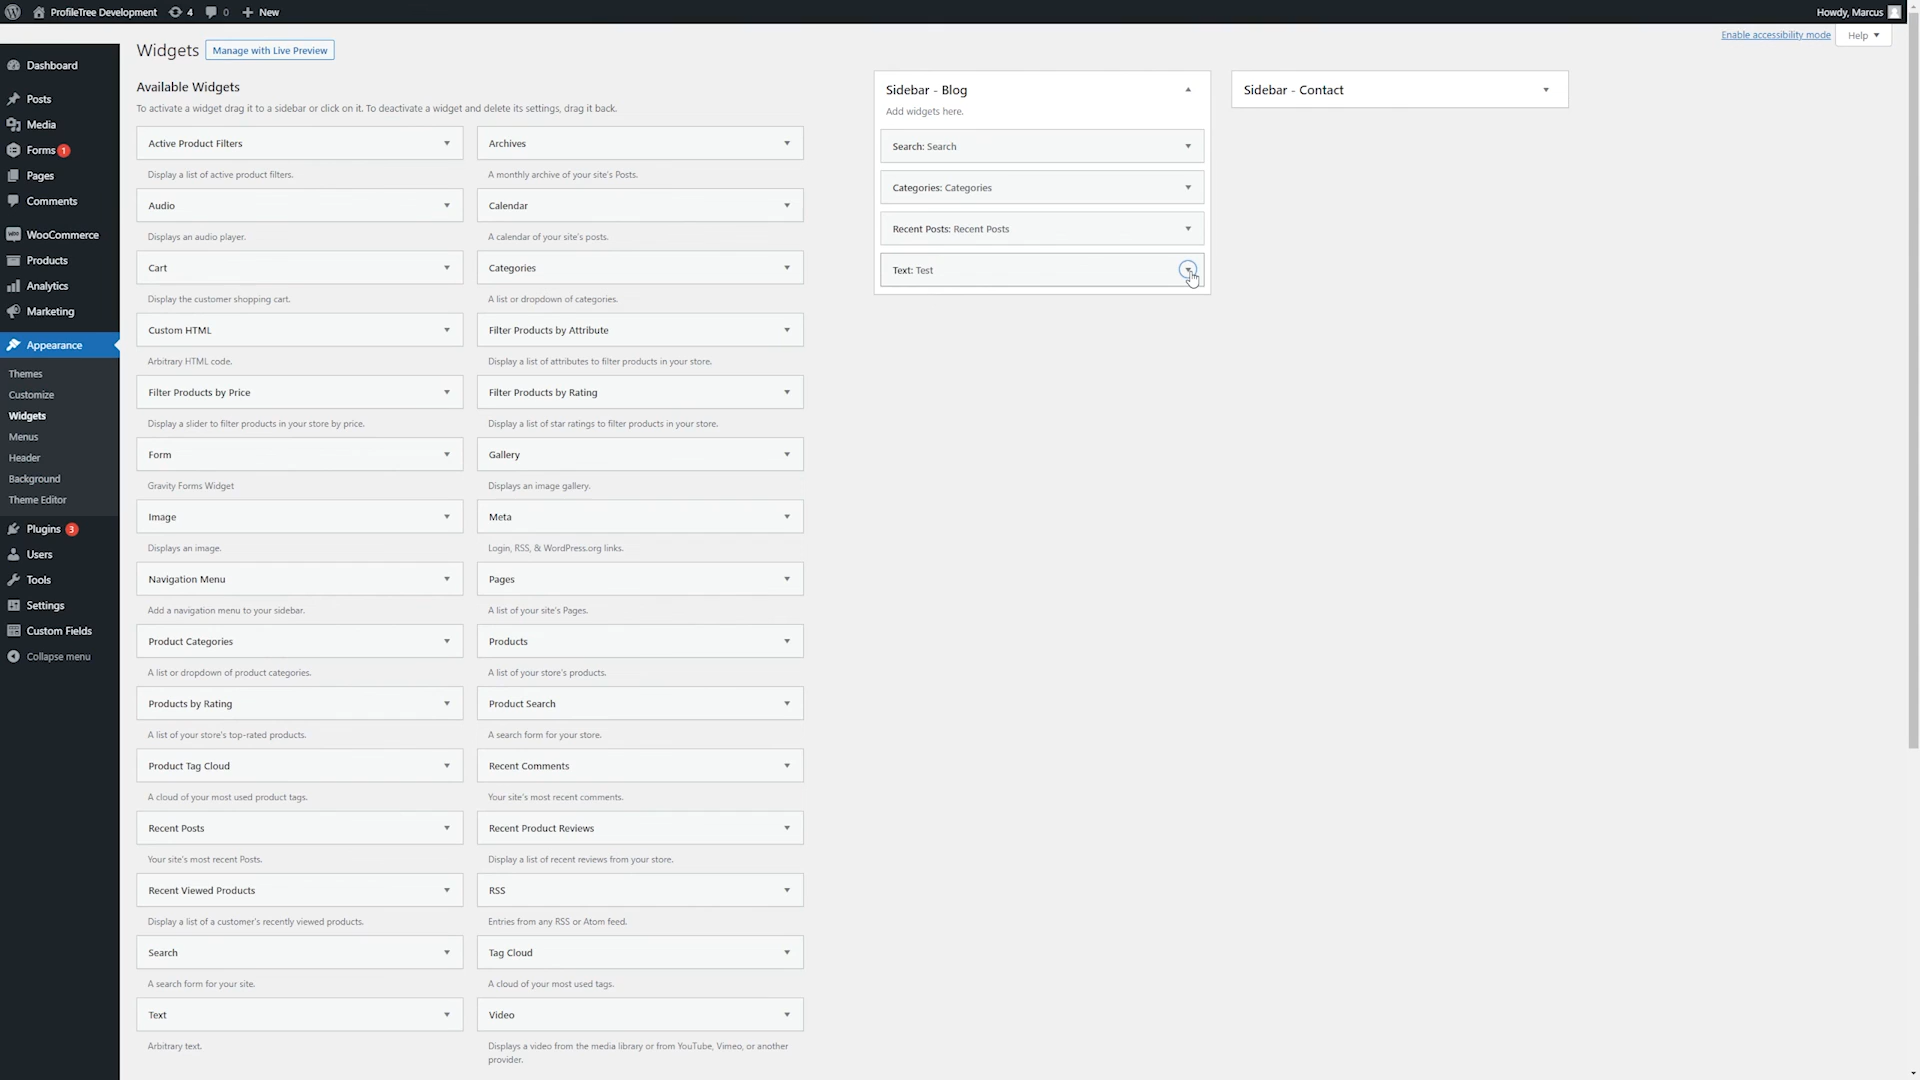 ProfileTree Development
4
0
New
Howdy, Marcus
Enable accessibility mode
Help
Dashboard
Posts
Media
Forms 1
Pages
Comments
WooCommerce
Products
Analytics
Marketing
Appearance
Themes
Customize
Widgets
Menus
Header
Background
Theme Editor
Plugins 3
Users
Tools
Settings
Custom Fields
Collapse menu
Widgets
Manage with Live Preview
Available Widgets
To activate a widget drag it to a sidebar or click on it. To deactivate a widget and delete its settings, drag it back.
Active Product Filters
Display a list of active product filters.
Archives
A monthly archive of your site's Posts.
Audio
Displays an audio player.
Calendar
A calendar of your site's posts.
Cart
Display the customer shopping cart.
Categories
A list or dropdown of categories.
Custom HTML
Arbitrary HTML code.
Filter Products by Attribute
Display a list of attributes to filter products in your store.
Filter Products by Price
Display a slider to filter products in your store by price.
Filter Products by Rating
Display a list of star ratings to filter products in your store.
Form
Gravity Forms Widget
Gallery
Displays an image gallery.
Image
Displays an image.
Meta
Login, RSS, & WordPress.org links.
Navigation Menu
Add a navigation menu to your sidebar.
Pages
A list of your site's Pages.
Product Categories
A list or dropdown of product categories.
Products
A list of your store's products.
Products by Rating
A list of your store's top-rated products.
Product Search
A search form for your store.
Product Tag Cloud
A cloud of your most used product tags.
Recent Comments
Your site's most recent comments.
Recent Posts
Your site's most recent Posts.
Recent Product Reviews
Display a list of recent reviews from your store.
Recent Viewed Products
Display a list of a customer's recently viewed products.
RSS
Entries from any RSS or Atom feed.
Search
A search form for your site.
Tag Cloud
A cloud of your most used tags.
Text
Arbitrary text.
Video
Displays a video from the media library or from YouTube, Vimeo, or another
provider.
Sidebar - Blog
Add widgets here.
Search: Search
Categories: Categories
Recent Posts: Recent Posts
Text: Test
Sidebar - Contact